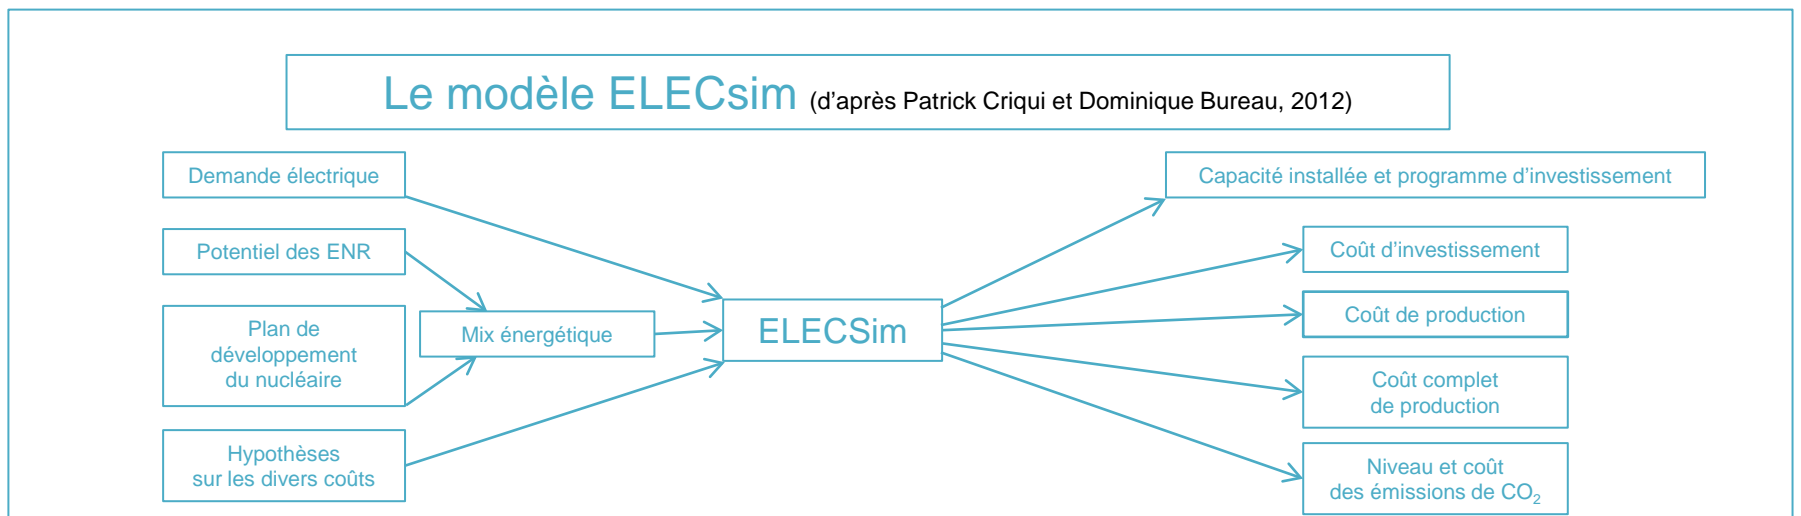 Le modèle ELECsim (d’après Patrick Criqui et Dominique Bureau, 2012)
Demande électrique
Potentiel des ENR
Plan de
développement
du nucléaire
Hypothèses
sur les divers coûts
Mix énergétique
ELECSim
Capacité installée et programme d’investissement
Coût d’investissement
Coût de production
Coût complet
de production
Niveau et coût
des émissions de CO₂